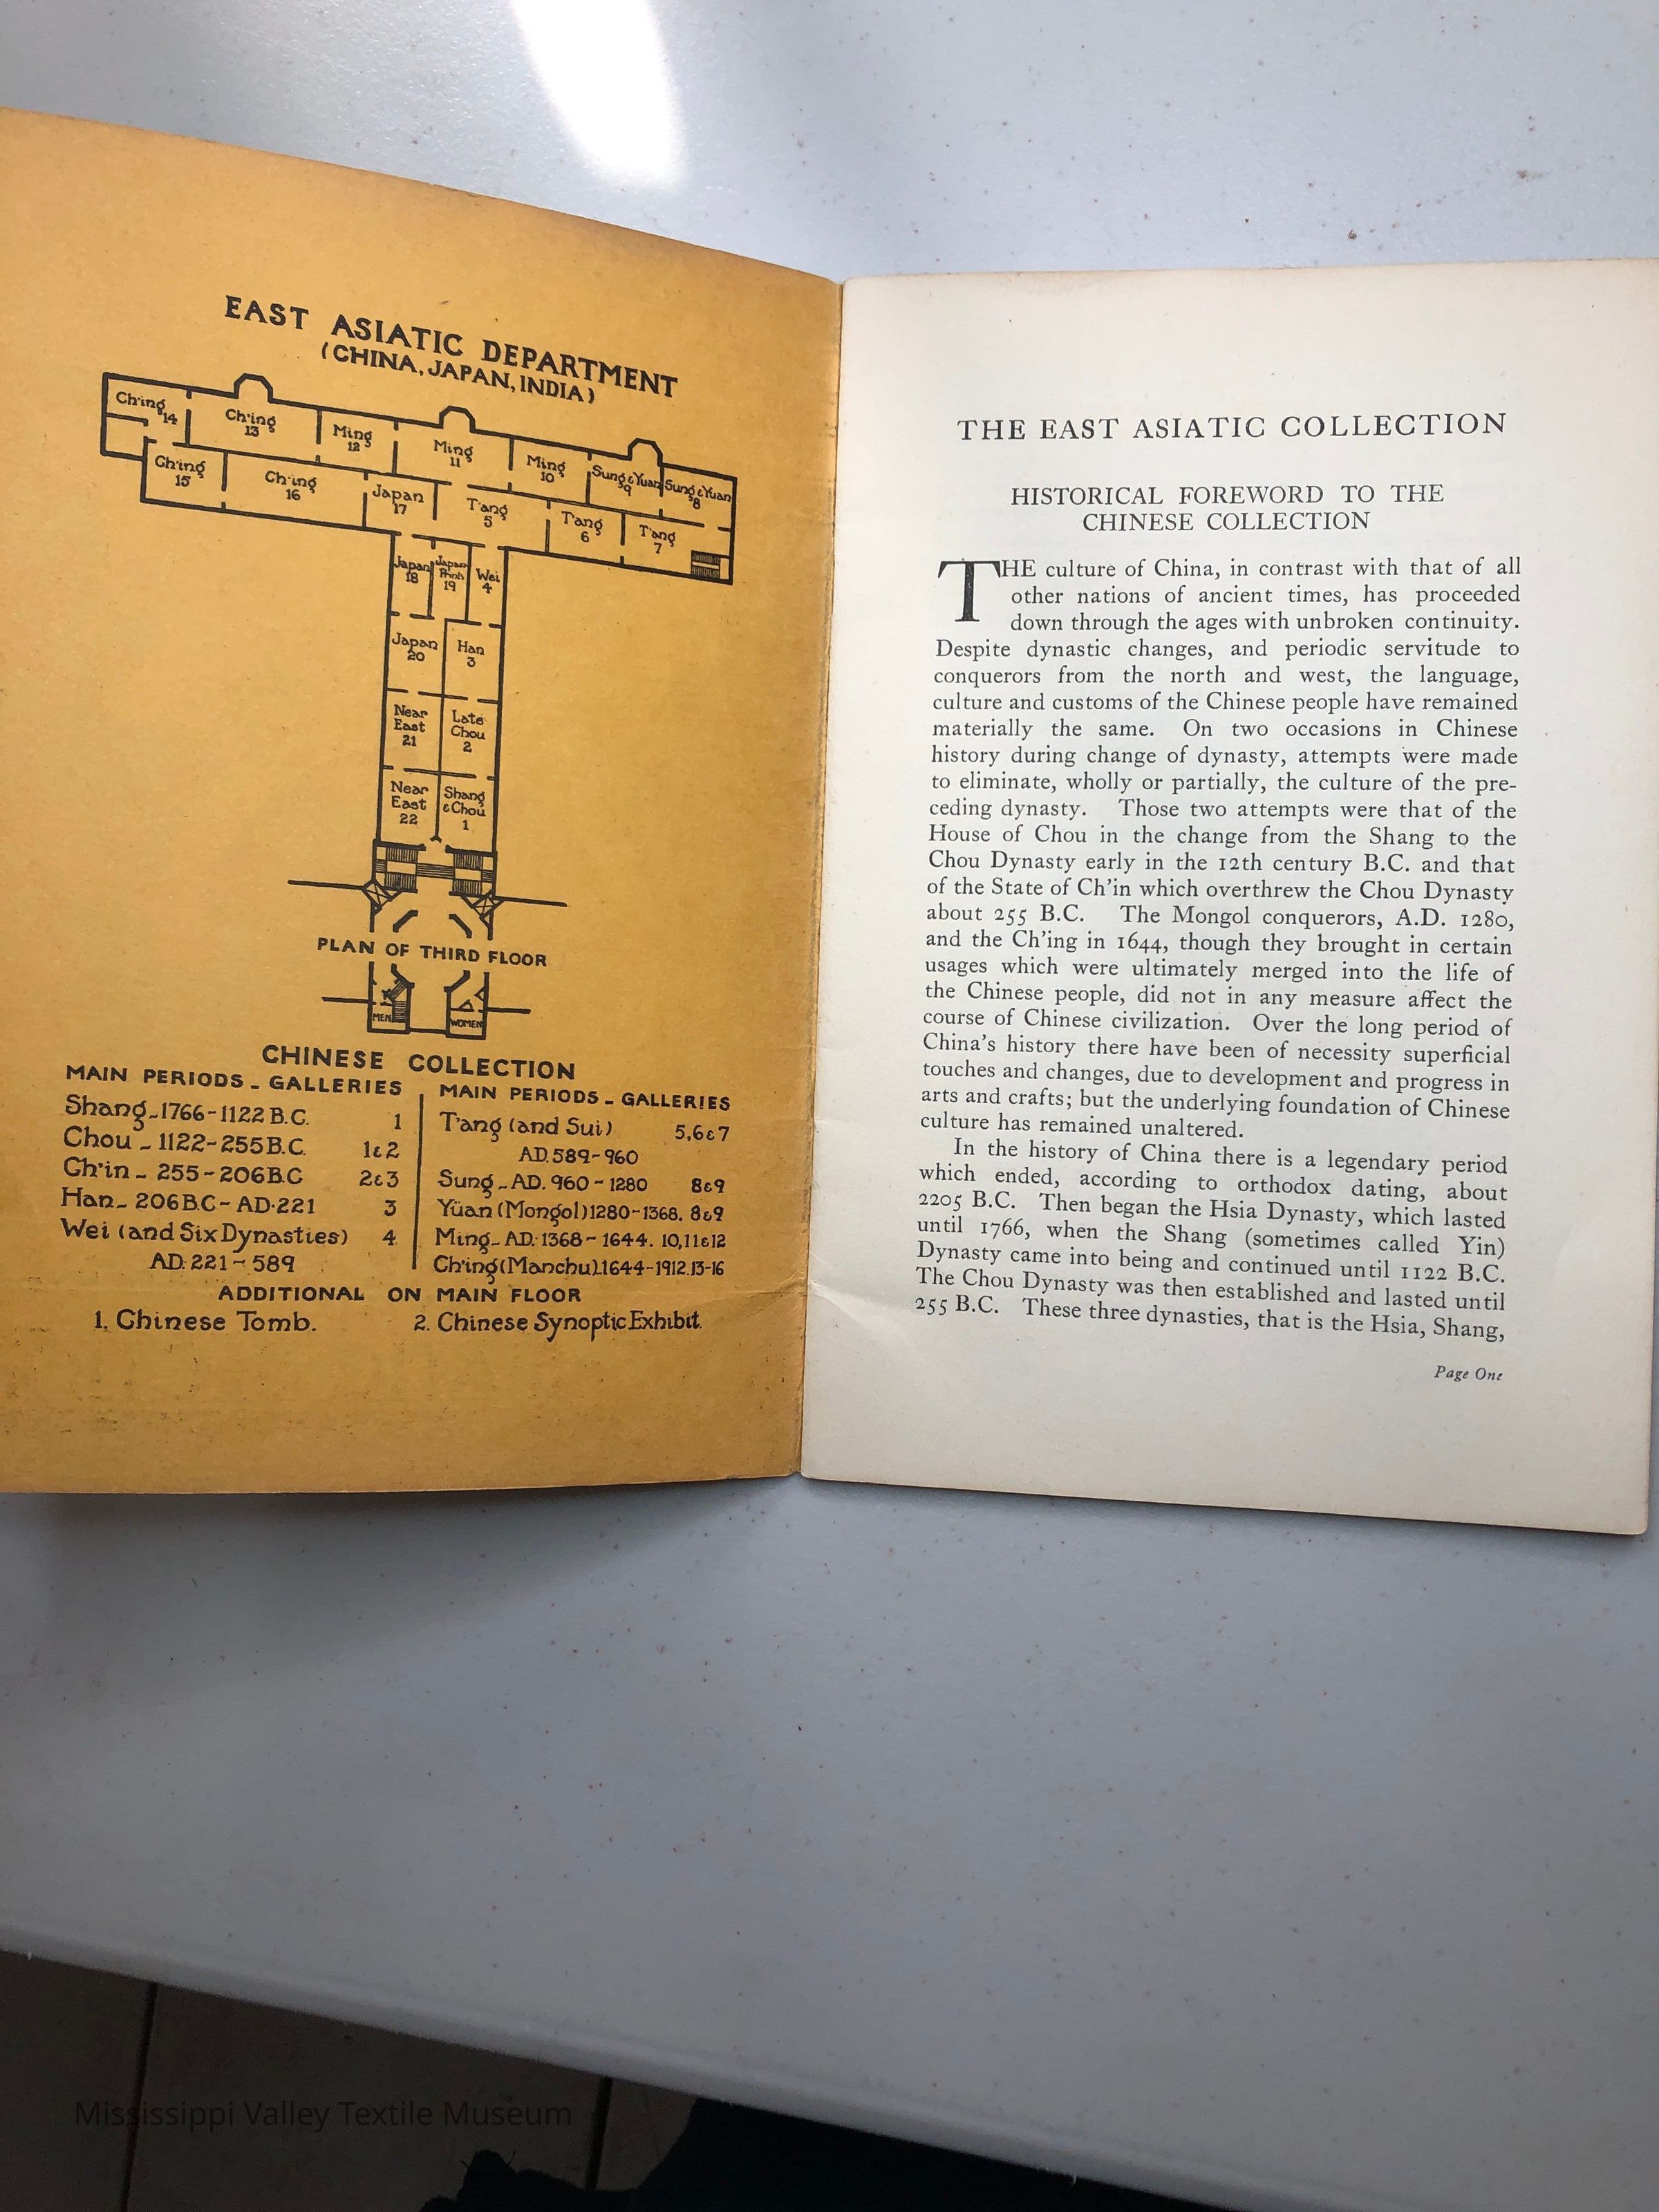 EAST ASIATIC DEPARTMENT
(CHINA, JAPAN, INDIA)
Ch'ing 14
Ch'ing 13
Ming 12
Ming 11
Ming 10
Sung & Yuan 9
Sung & Yuan 8
Ch'ing 15
Ch'ing 16
Japan 17
T'ang 5
T'ang 6
T'ang 7
Japan 18
Japan Prints 19
Wei 4
Japan 20
Han 3
Near East 21
Late Chou 2
Near East 22
Shang & Chou 1
PLAN OF THIRD FLOOR
MEN
WOMEN
CHINESE COLLECTION
MAIN PERIODS - GALLERIES
Shang - 1766-1122 B.C. 1
Chou - 1122-255 B.C. 1&2
Ch'in - 255-206 B.C 2&3
Han - 206 B.C - A.D. 221 3
Wei (and Six Dynasties) 4
A.D. 221-589
MAIN PERIODS - GALLERIES
T'ang (and Sui) 5,6&7
A.D. 589-960
Sung - A.D. 960-1280 8&9
Yüan (Mongol) 1280-1368. 8&9
Ming - A.D. 1368-1644. 10,11&12
Ch'ing (Manchu). 1644-1912. 13-16
ADDITIONAL ON MAIN FLOOR
1. Chinese Tomb. 2. Chinese Synoptic Exhibit.
THE EAST ASIATIC COLLECTION
HISTORICAL FOREWORD TO THE
CHINESE COLLECTION
THE culture of China, in contrast with that of all
other nations of ancient times, has proceeded
down through the ages with unbroken continuity.
Despite dynastic changes, and periodic servitude to
conquerors from the north and west, the language,
culture and customs of the Chinese people have remained
materially the same. On two occasions in Chinese
history during change of dynasty, attempts were made
to eliminate, wholly or partially, the culture of the pre-
ceding dynasty. Those two attempts were that of the
House of Chou in the change from the Shang to the
Chou Dynasty early in the 12th century B.C. and that
of the State of Ch'in which overthrew the Chou Dynasty
about 255 B.C. The Mongol conquerors, A.D. 1280,
and the Ch'ing in 1644, though they brought in certain
usages which were ultimately merged into the life of
the Chinese people, did not in any measure affect the
course of Chinese civilization. Over the long period of
China's history there have been of necessity superficial
touches and changes, due to development and progress in
arts and crafts; but the underlying foundation of Chinese
culture has remained unaltered.
In the history of China there is a legendary period
which ended, according to orthodox dating, about
2205 B.C. Then began the Hsia Dynasty, which lasted
until 1766, when the Shang (sometimes called Yin)
Dynasty came into being and continued until 1122 B.C.
The Chou Dynasty was then established and lasted until
255 B.C. These three dynasties, that is the Hsia, Shang,
Page One
Mississippi Valley Textile Museum